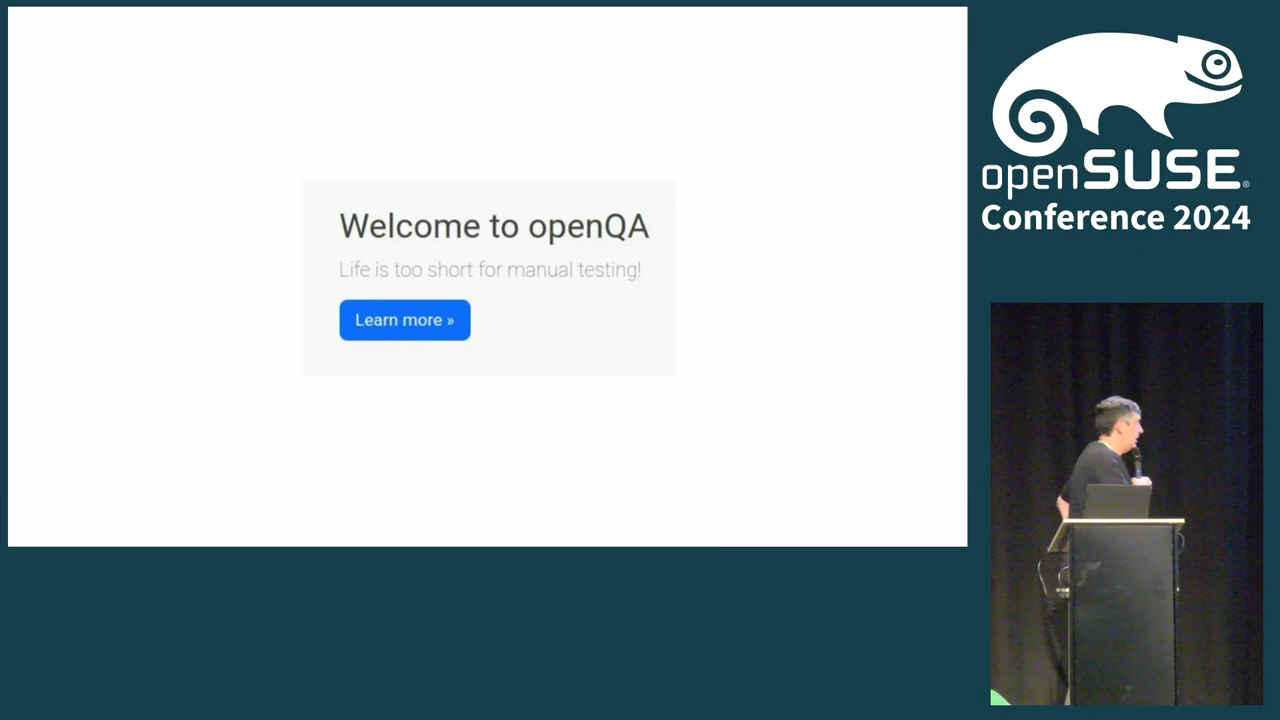 Welcome to openQA
Life is too short for manual testing!
Learn more »
openSUSE®
Conference 2024